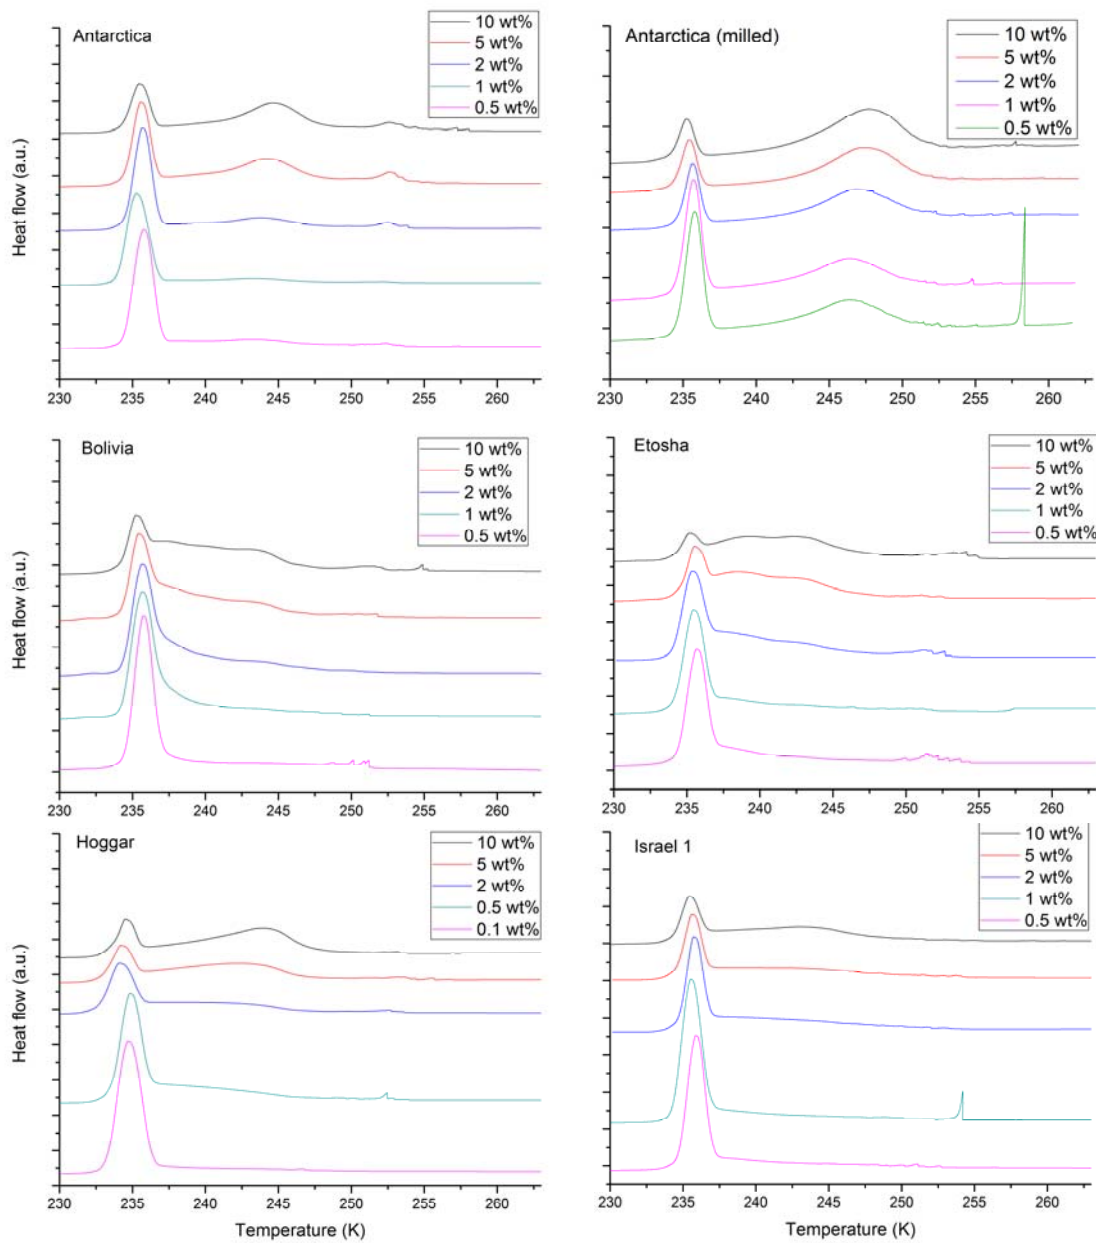 Antarctica
10 wt%
5 wt%
2 wt%
1 wt%
0.5 wt%
Heat flow (a.u.)
230 235 240 245 250 255 260
Antarctica (milled)
10 wt%
5 wt%
2 wt%
1 wt%
0.5 wt%
230 235 240 245 250 255 260
Bolivia
10 wt%
5 wt%
2 wt%
1 wt%
0.5 wt%
Heat flow (a.u.)
230 235 240 245 250 255 260
Etosha
10 wt%
5 wt%
2 wt%
1 wt%
0.5 wt%
230 235 240 245 250 255 260
Hoggar
10 wt%
5 wt%
2 wt%
0.5 wt%
0.1 wt%
Heat flow (a.u.)
230 235 240 245 250 255 260
Temperature (K)
Israel 1
10 wt%
5 wt%
2 wt%
1 wt%
0.5 wt%
230 235 240 245 250 255 260
Temperature (K)